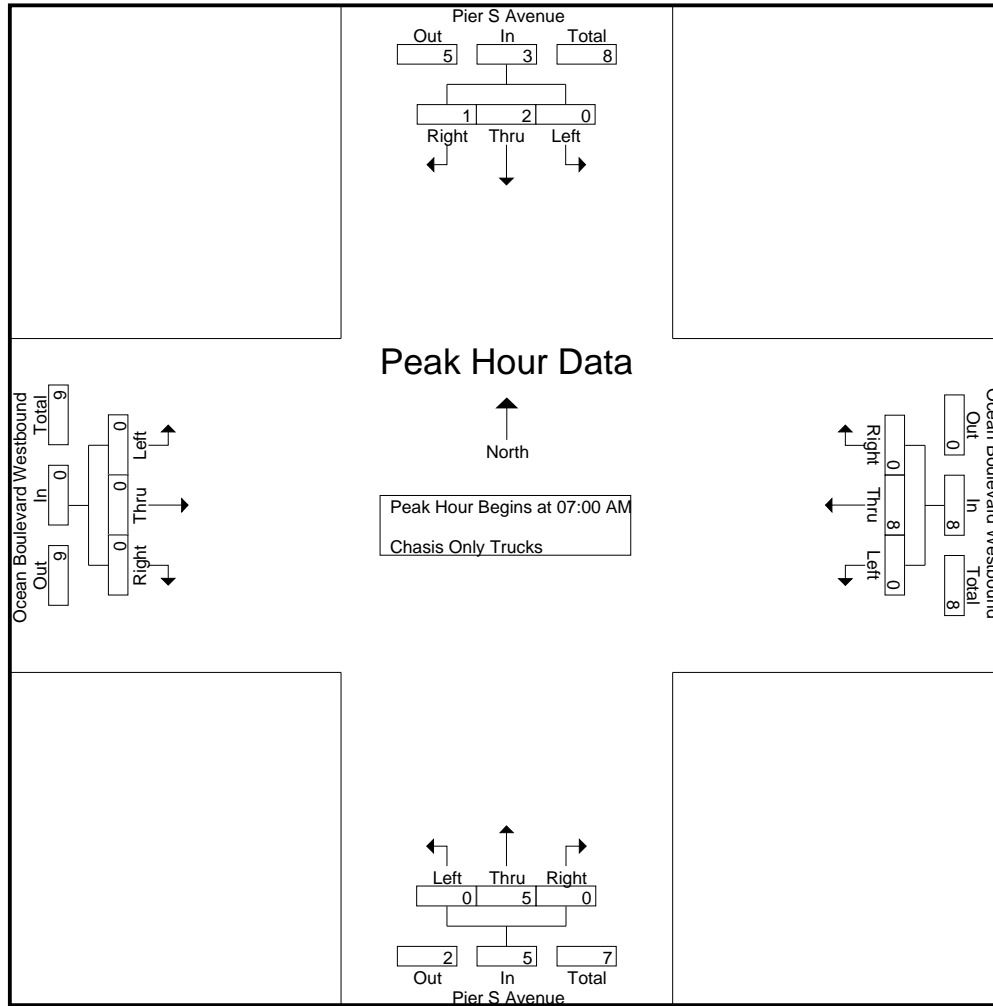 Pier S Avenue
Out In Total
5 3 8
1 2 0
Right Thru Left
Peak Hour Data
North
Peak Hour Begins at 07:00 AM
Chasis Only Trucks
Ocean Boulevard Westbound
Total In Out
9 0 9
0 0 0
Left Thru Right
Ocean Boulevard Westbound
Out In Total
0 8 8
0 8 0
Right Thru Left
Left Thru Right
0 5 0
2 5 7
Out In Total
Pier S Avenue